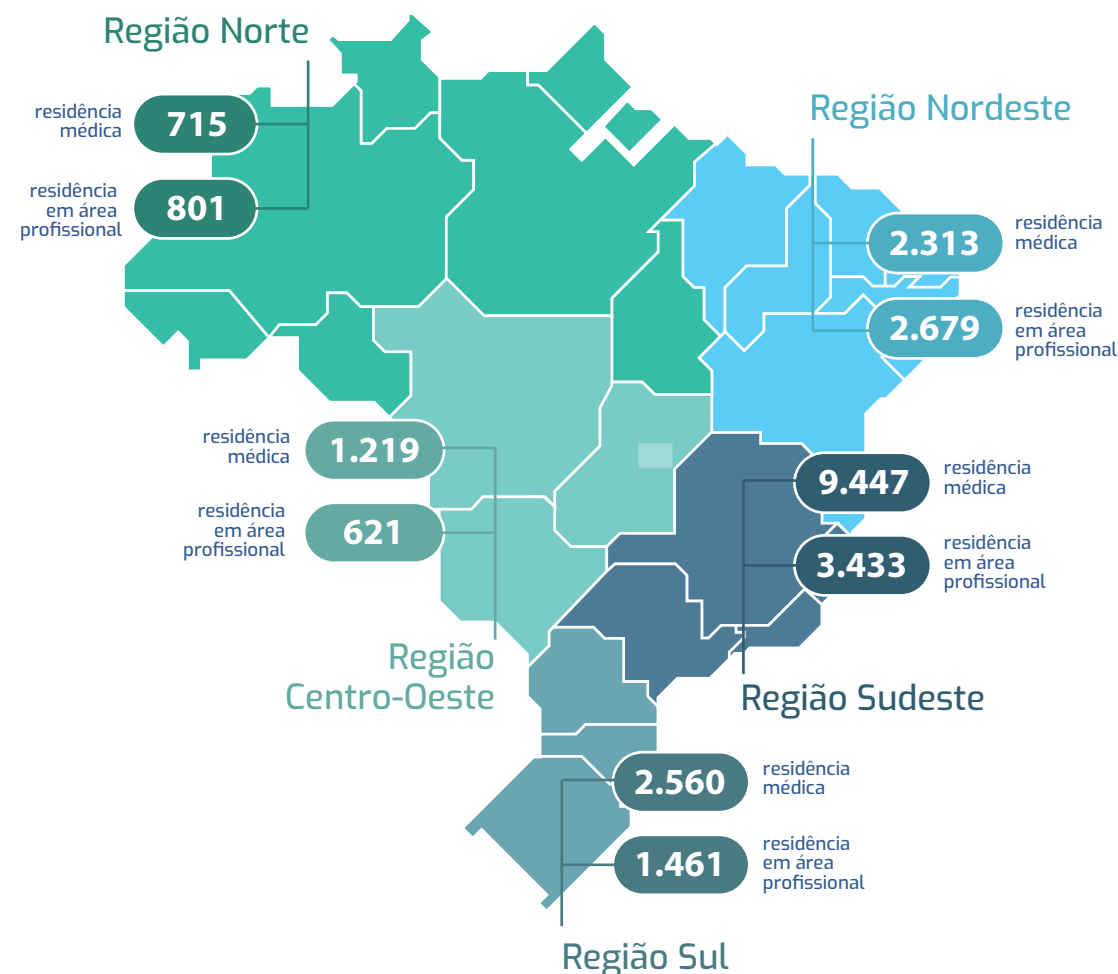 Região Norte
residência
médica
715
residência
em área
profissional
801
Região Nordeste
residência
médica
2.313
residência
em área
profissional
2.679
residência
médica
1.219
residência
em área
profissional
621
Região
Centro-Oeste
9.447
residência
médica
3.433
residência
em área
profissional
Região Sudeste
2.560
residência
médica
1.461
residência
em área
profissional
Região Sul